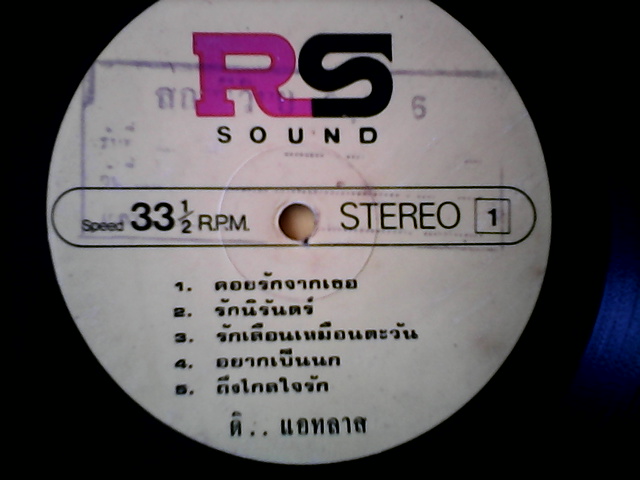 RS
SOUND
6
Speed 33 1/2 R.P.M. STEREO 1
1. คอยรักจากเธอ
2. รักนิรันดร์
3. รักเดือนเหมือนตะวัน
4. อยากเป็นนก
5. ถึงไกลใจรัก
ดิ.. แอทลาส